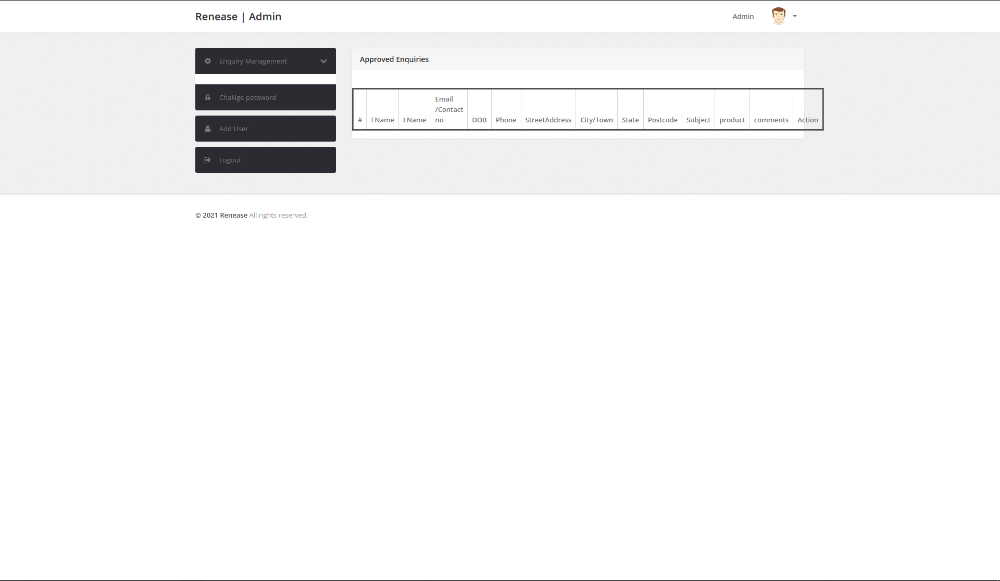 Renease | Admin
Admin
Enquiry Management
ChaNge password
Add User
Logout
Approved Enquiries
# FName LName Email /Contact no DOB Phone StreetAddress City/Town State Postcode Subject product comments Action
© 2021 Renease All rights reserved.